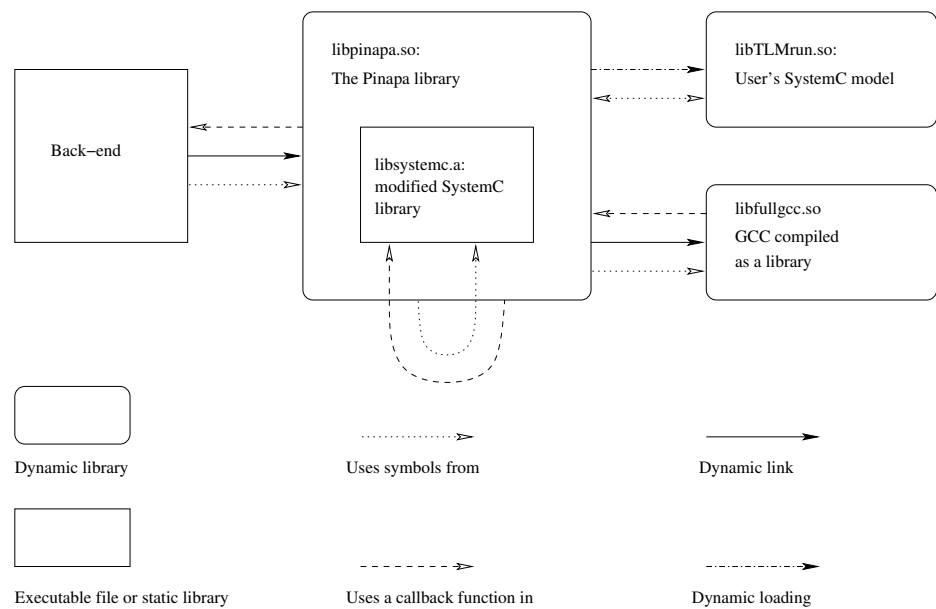 libpinapa.so:
The Pinapa library
libTLMrun.so:
User's SystemC model
Back−end
libsystemc.a:
modified SystemC
library
libfullgcc.so
GCC compiled
as a library
Dynamic library
Uses symbols from
Dynamic link
Executable file or static library
Uses a callback function in
Dynamic loading